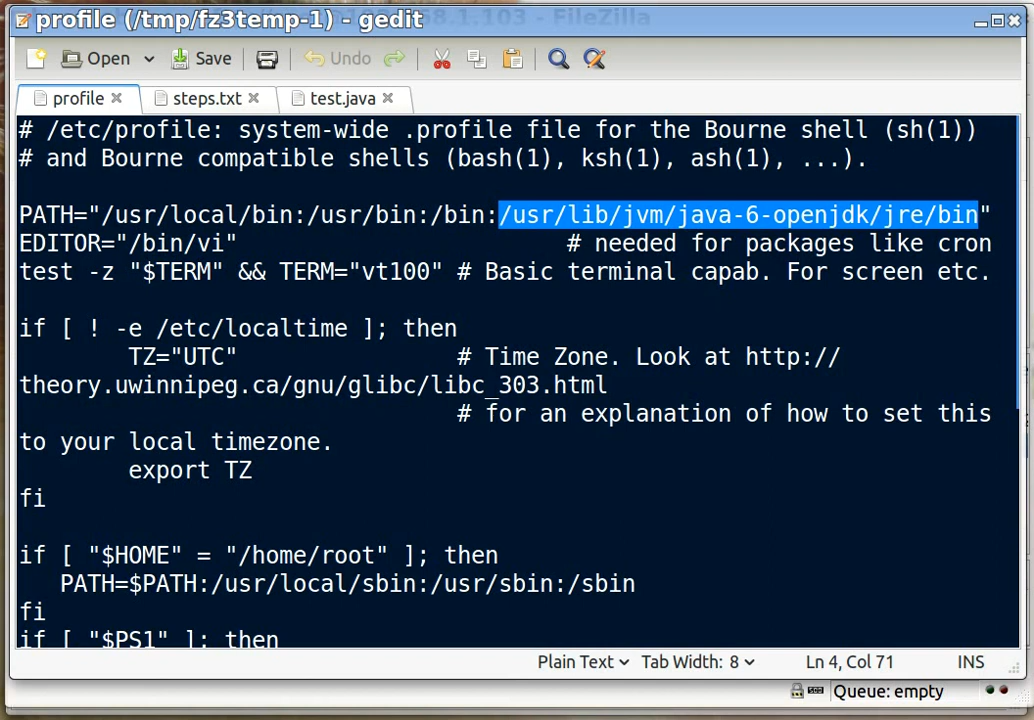 profile (/tmp/fz3temp-1) - gedit
Open Save Undo
profile steps.txt test.java
# /etc/profile: system-wide .profile file for the Bourne shell (sh(1))
# and Bourne compatible shells (bash(1), ksh(1), ash(1), ...).
PATH="/usr/local/bin:/usr/bin:/bin:/usr/lib/jvm/java-6-openjdk/jre/bin"
EDITOR="/bin/vi" # needed for packages like cron
test -z "$TERM" && TERM="vt100" # Basic terminal capab. For screen etc.
if [ ! -e /etc/localtime ]; then
TZ="UTC" # Time Zone. Look at http://
theory.uwinnipeg.ca/gnu/glibc/libc_303.html
# for an explanation of how to set this
to your local timezone.
export TZ
fi
if [ "$HOME" = "/home/root" ]; then
PATH=$PATH:/usr/local/sbin:/usr/sbin:/sbin
fi
if [ "$PS1" ]; then
Plain Text Tab Width: 8 Ln 4, Col 71 INS
Queue: empty